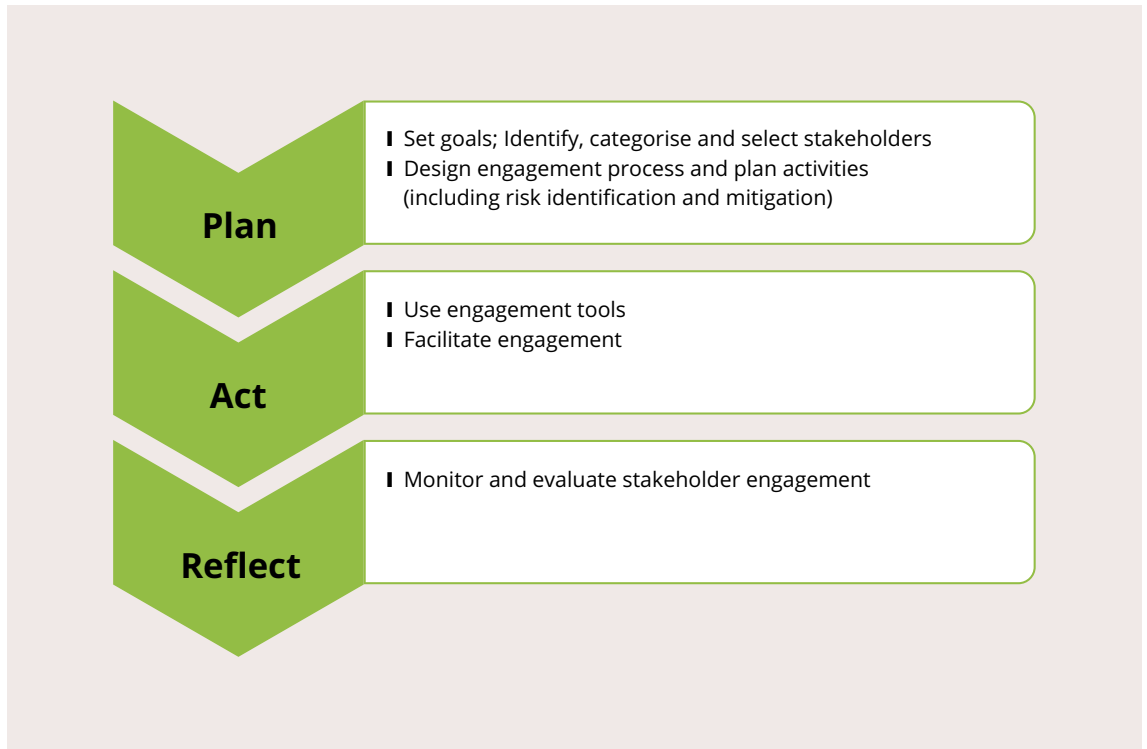 Plan
Set goals; Identify, categorise and select stakeholders
Design engagement process and plan activities
(including risk identification and mitigation)
Act
Use engagement tools
Facilitate engagement
Reflect
Monitor and evaluate stakeholder engagement